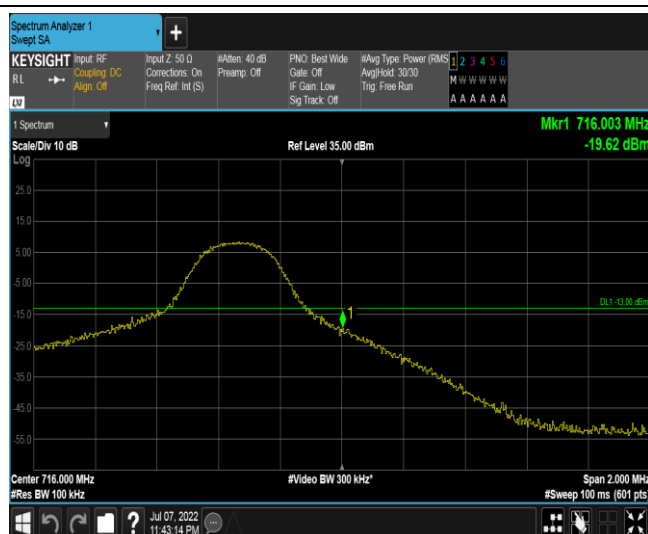 Spectrum Analyzer 1
Swept SA
KEYSIGHT
RL
Input: RF
Coupling: DC
Align: Off
Input Z: 50 Ω
Corrections: On
Freq Ref: Int (S)
#Atten: 40 dB
Preamp: Off
PNO: Best Wide
Gate: Off
IF Gain: Low
Sig Track: Off
#Avg Type: Power (RMS
Avg|Hold: 30/30
Trig: Free Run
1 2 3 4 5 6
M W W W W W
A A A A A A
LXI
1 Spectrum
Mkr1 716.003 MHz
-19.62 dBm
Scale/Div 10 dB
Ref Level 35.00 dBm
Log
25.0
15.0
5.00
-5.00
DL1 -13.00 dBm
1
-15.0
-25.0
-35.0
-45.0
-55.0
Center 716.000 MHz
#Video BW 300 kHz*
Span 2.000 MHz
#Res BW 100 kHz
#Sweep 100 ms (601 pts)
?
Jul 07, 2022
11:43:14 PM